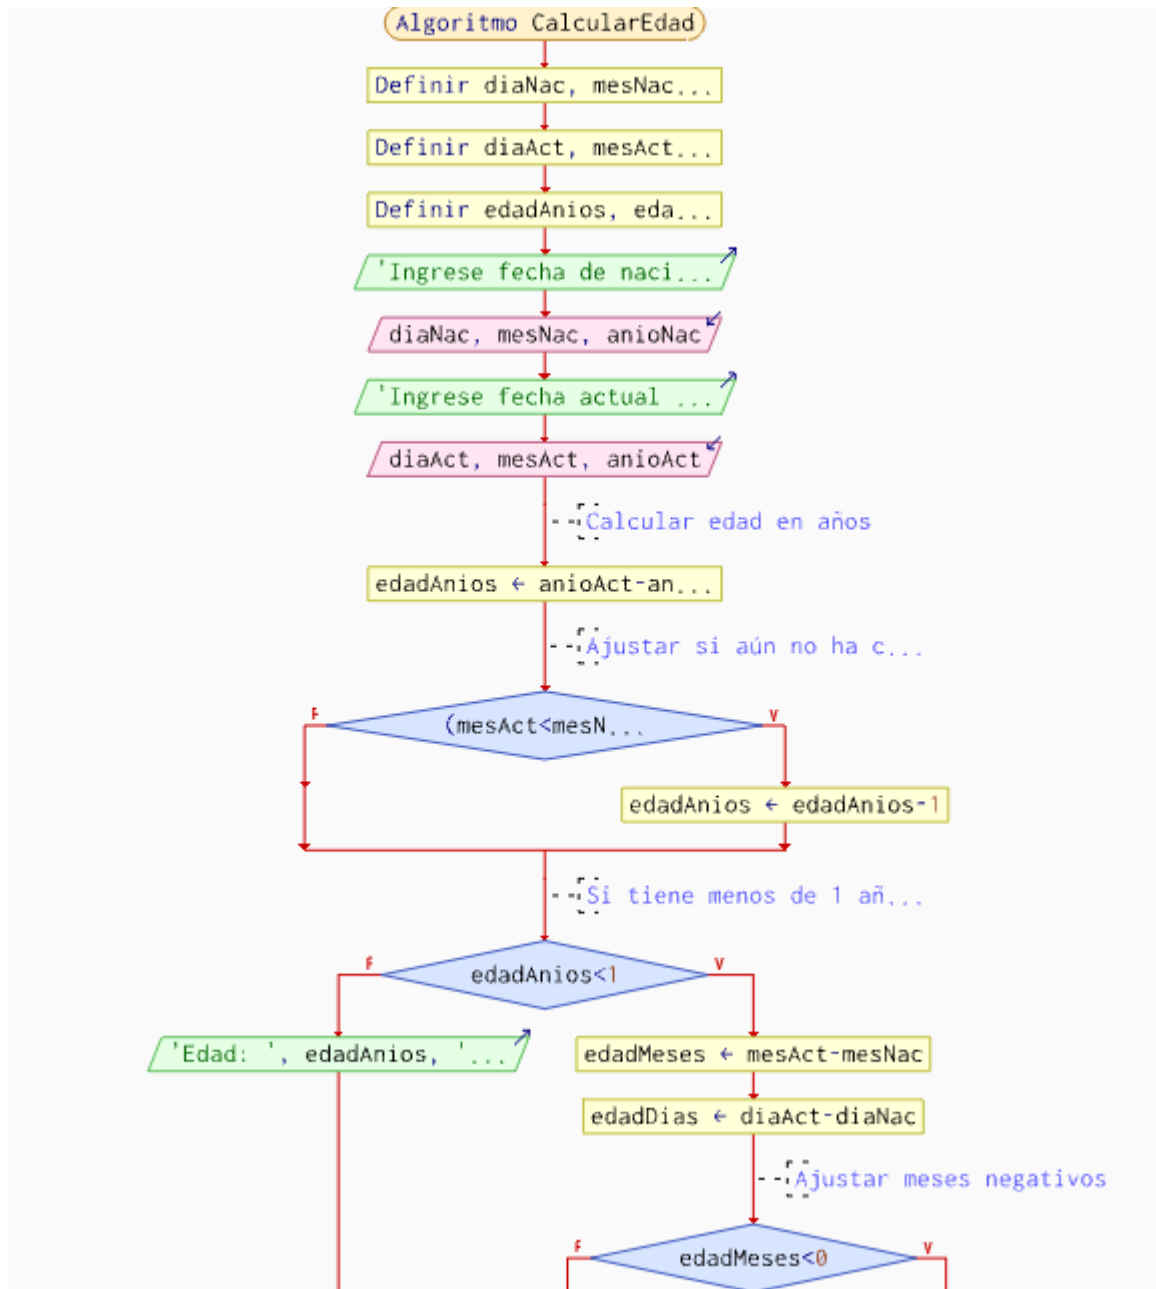 Algoritmo CalcularEdad
Definir diaNac, mesNac...
Definir diaAct, mesAct...
Definir edadAnios, eda...
'Ingrese fecha de naci...
diaNac, mesNac, anioNac
'Ingrese fecha actual ...
diaAct, mesAct, anioAct
Calcular edad en años
edadAnios ← anioAct-an...
Ajustar si aún no ha c...
F
V
(mesAct<mesN...
edadAnios ← edadAnios-1
Si tiene menos de 1 añ...
F
V
edadAnios<1
'Edad: ', edadAnios, '...
edadMeses ← mesAct-mesNac
edadDias ← diaAct-diaNac
Ajustar meses negativos
F
V
edadMeses<0